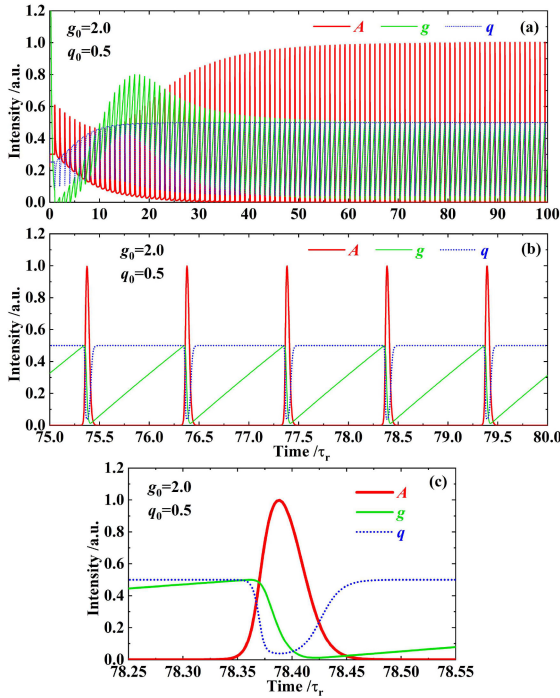 g₀=2.0
q₀=0.5
A g q (a)
Intensity /a.u.
1.2
1.0
0.8
0.6
0.4
0.2
0.0
0 10 20 30 40 50 60 70 80 90 100
g₀=2.0
q₀=0.5
A g q (b)
Intensity /a.u.
1.2
1.0
0.8
0.6
0.4
0.2
0.0
75.0 75.5 76.0 76.5 77.0 77.5 78.0 78.5 79.0 79.5 80.0
Time /τᵣ
g₀=2.0
q₀=0.5
A
g
q
(c)
Intensity /a.u.
1.2
1.0
0.8
0.6
0.4
0.2
0.0
78.25 78.30 78.35 78.40 78.45 78.50 78.55
Time /τᵣ